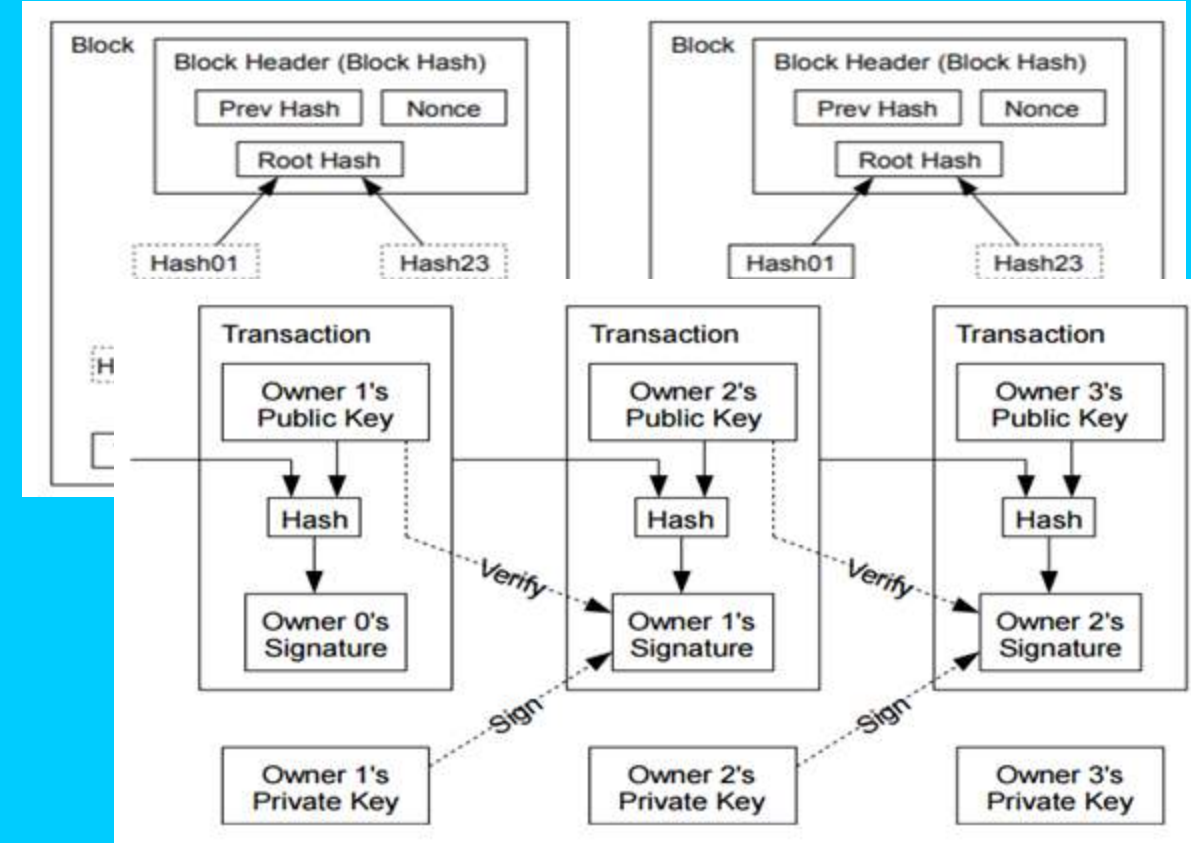 Block
Block Header (Block Hash)
Prev Hash
Nonce
Root Hash
Hash01
Hash23
Block
Block Header (Block Hash)
Prev Hash
Nonce
Root Hash
Hash01
Hash23
H
Transaction
Owner 1's
Public Key
Hash
Verify
Owner 0's
Signature
Transaction
Owner 2's
Public Key
Hash
Verify
Owner 1's
Signature
Transaction
Owner 3's
Public Key
Hash
Owner 2's
Signature
Sign
Sign
Owner 1's
Private Key
Owner 2's
Private Key
Owner 3's
Private Key